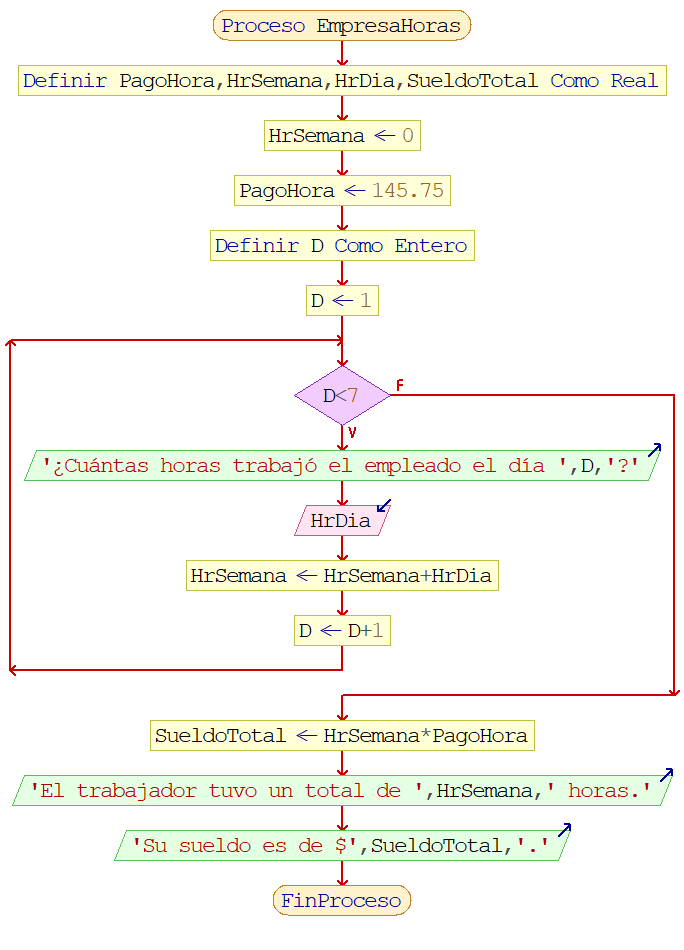 Proceso EmpresaHoras
Definir PagoHora,HrSemana,HrDia,SueldoTotal Como Real
HrSemana ← 0
PagoHora ← 145.75
Definir D Como Entero
D ← 1
D<7
F
V
'¿Cuántas horas trabajó el empleado el día ',D,'?'
HrDia
HrSemana ← HrSemana+HrDia
D ← D+1
SueldoTotal ← HrSemana*PagoHora
'El trabajador tuvo un total de ',HrSemana,' horas.'
'Su sueldo es de $',SueldoTotal,'.'
FinProceso